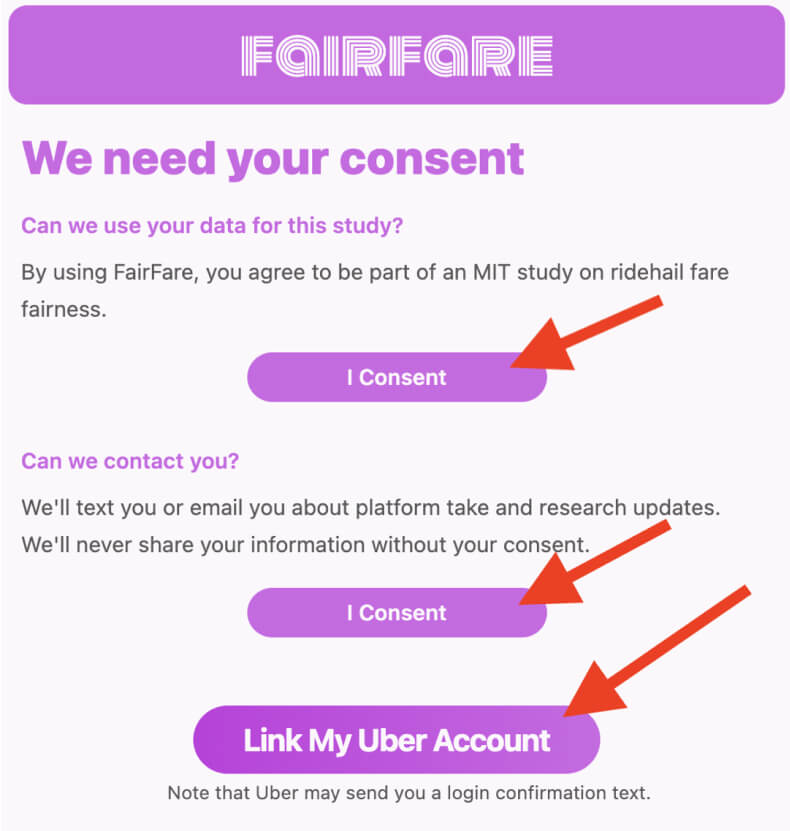 FAIRFARE
We need your consent
Can we use your data for this study?
By using FairFare, you agree to be part of an MIT study on ridehail fare
fairness.
I Consent
Can we contact you?
We'll text you or email you about platform take and research updates.
We'll never share your information without your consent.
I Consent
Link My Uber Account
Note that Uber may send you a login confirmation text.